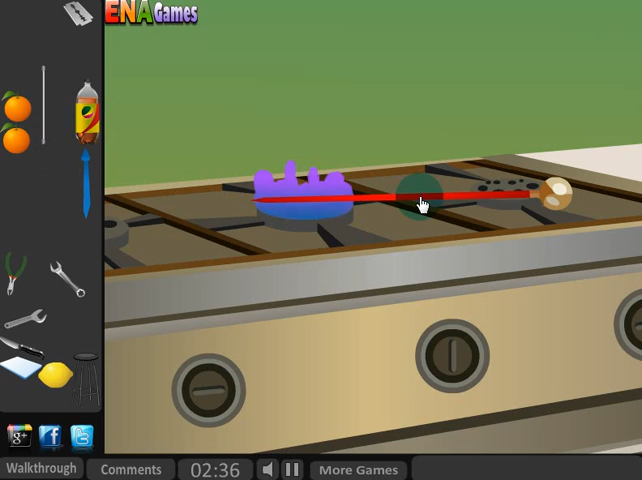 ENA Games
g+
f
Walkthrough
Comments
02:36
More Games